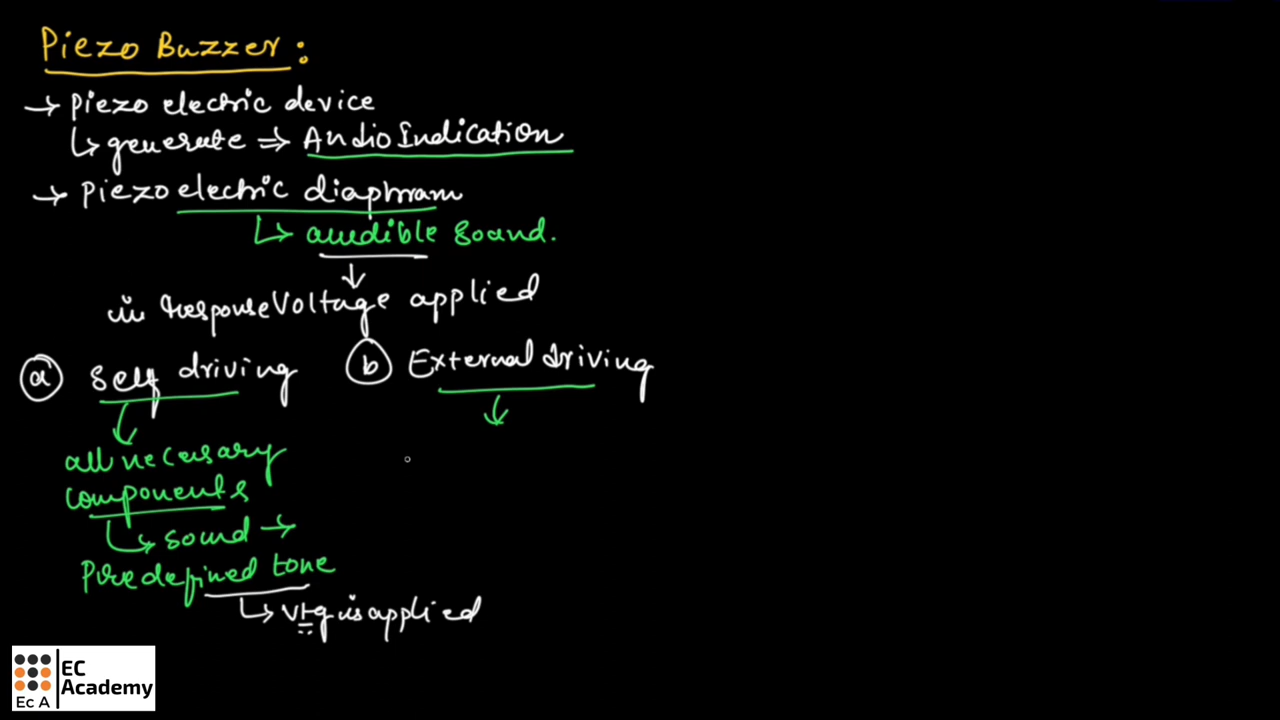 Piezo Buzzer:
→ Piezo electric device
↳ generate ⇒ Audio Indication
→ Piezo electric diaphram
↳ audible sound.
↓
in response Voltage applied
(a) Self driving (b) External driving
↓ ↓
all necessary
components
↳ sound →
Predefined tone
↳ vtg is applied
EC
Academy
Ec A